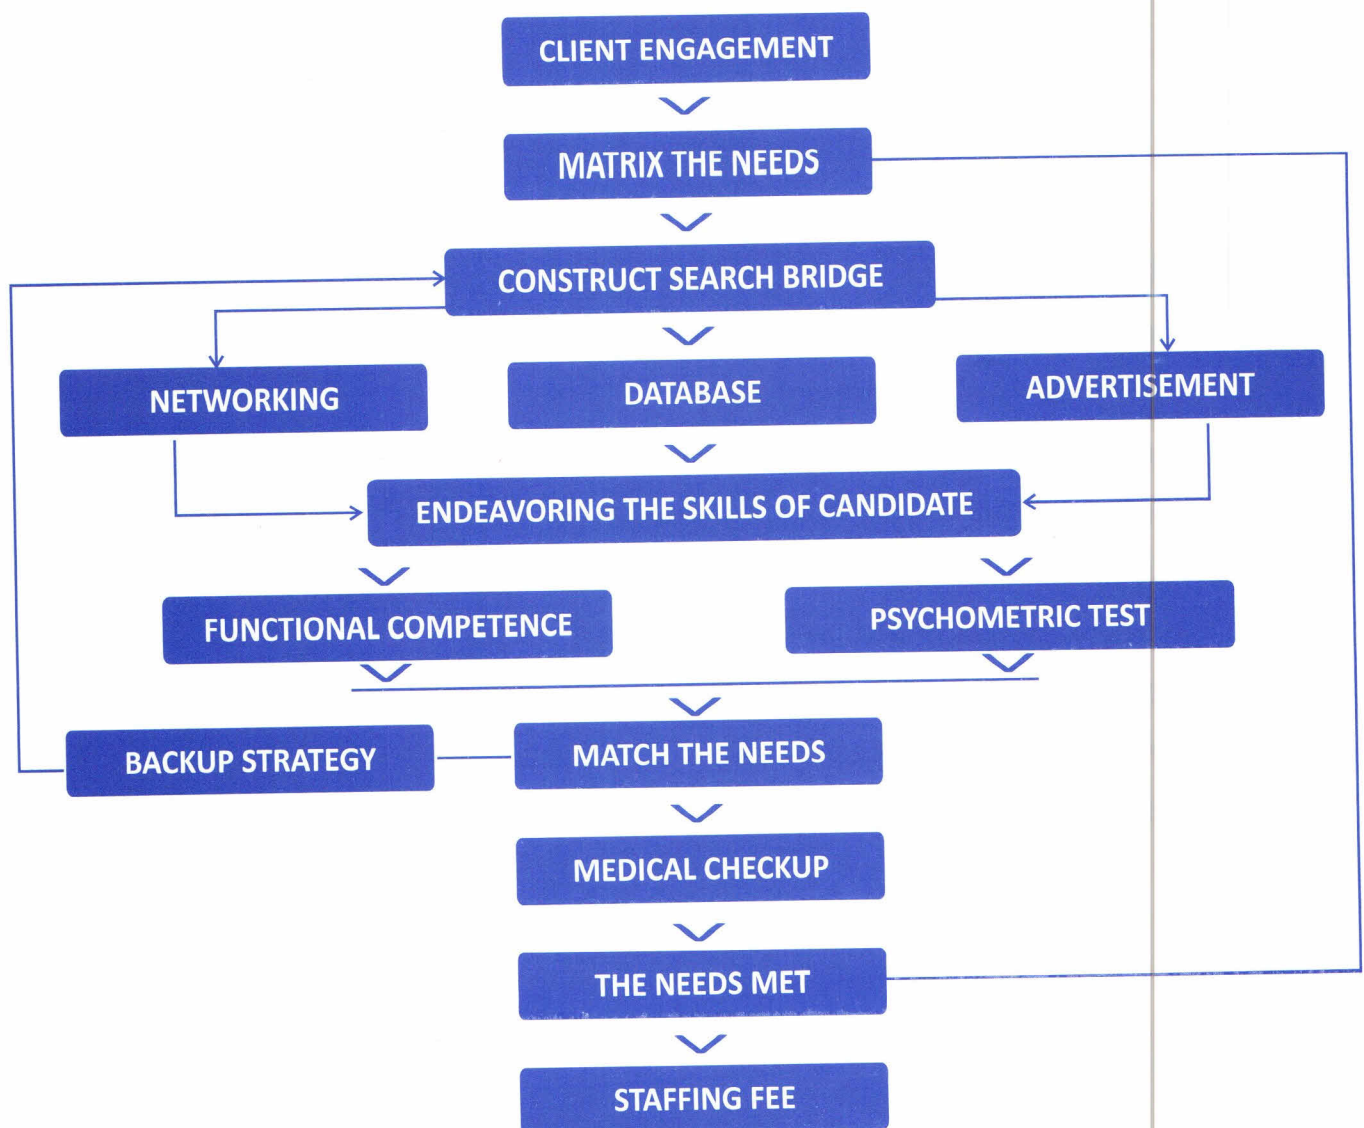 CLIENT ENGAGEMENT
MATRIX THE NEEDS
CONSTRUCT SEARCH BRIDGE
NETWORKING
DATABASE
ADVERTISEMENT
ENDEAVORING THE SKILLS OF CANDIDATE
FUNCTIONAL COMPETENCE
PSYCHOMETRIC TEST
BACKUP STRATEGY
MATCH THE NEEDS
MEDICAL CHECKUP
THE NEEDS MET
STAFFING FEE